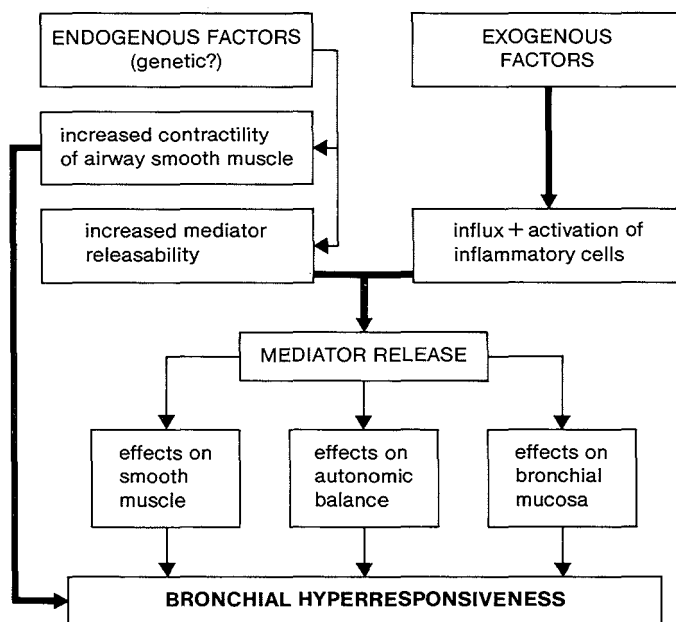 ENDOGENOUS FACTORS
(genetic?)
EXOGENOUS
FACTORS
increased contractility
of airway smooth muscle
increased mediator
releasability
influx + activation of
inflammatory cells
MEDIATOR RELEASE
effects on
smooth
muscle
effects on
autonomic
balance
effects on
bronchial
mucosa
BRONCHIAL HYPERRESPONSIVENESS